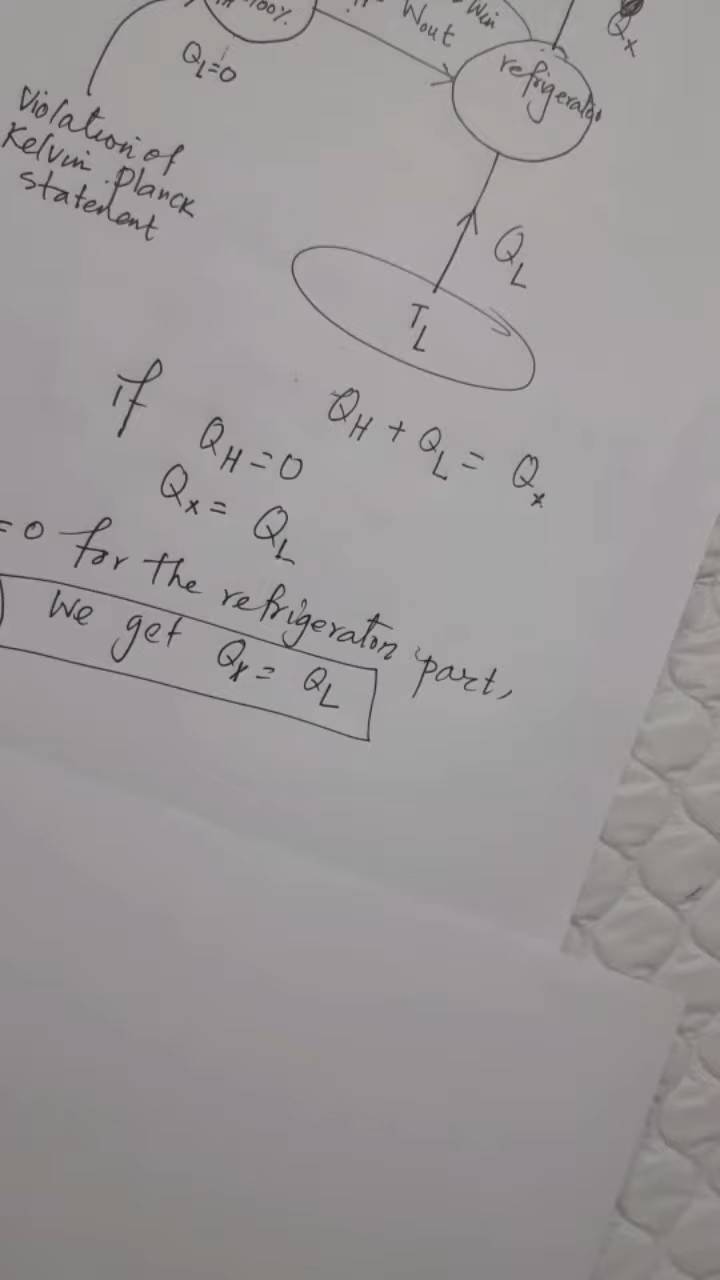 100%.
Wout
Win
Qx
QL=0
refrigerator
Violation of
Kelvin Planck
statement
QL
TL
if
QH + QL = Qx
QH = 0
Qx = QL
=0 for the refrigeration part,
We get Qx = QL